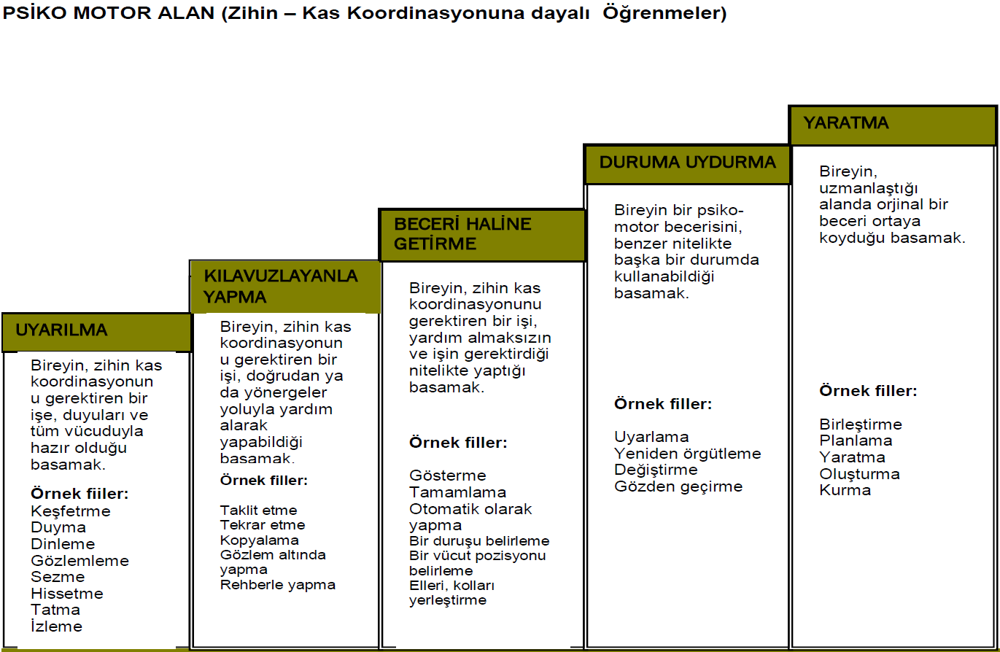 PSİKO MOTOR ALAN (Zihin – Kas Koordinasyonuna dayalı  Öğrenmeler)
UYARILMA
Bireyin, zihin kas
koordinasyonun
u gerektiren bir
işe, duyuları ve
tüm vücuduyla
hazır olduğu
basamak.
Örnek fiiler:
Keşfetrme
Duyma
Dinleme
Gözlemleme
Sezme
Hissetme
Tatma
İzleme
KILAVUZLAYANLA
YAPMA
Bireyin, zihin kas
koordinasyonun
u gerektiren bir
işi, doğrudan ya
da yönergeler
yoluyla yardım
alarak
yapabildiği
basamak.
Örnek filler:
Taklit etme
Tekrar etme
Kopyalama
Gözlem altında
yapma
Rehberle yapma
BECERİ HALİNE
GETİRME
Bireyin, zihin kas
koordinasyonunu
gerektiren bir işi,
yardım almaksızın
ve işin gerektirdiği
nitelikte yaptığı
basamak.
Örnek filler:
Gösterme
Tamamlama
Otomatik olarak
yapma
Bir duruşu belirleme
Bir vücut pozisyonu
belirleme
Elleri, kolları
yerleştirme
DURUMA UYDURMA
Bireyin bir psiko-
motor becerisini,
benzer nitelikte
başka bir durumda
kullanabildiği
basamak.
Örnek filler:
Uyarlama
Yeniden örgütleme
Değiştirme
Gözden geçirme
YARATMA
Bireyin,
uzmanlaştığı
alanda orjinal bir
beceri ortaya
koyduğu basamak.
Örnek filler:
Birleştirme
Planlama
Yaratma
Oluşturma
Kurma